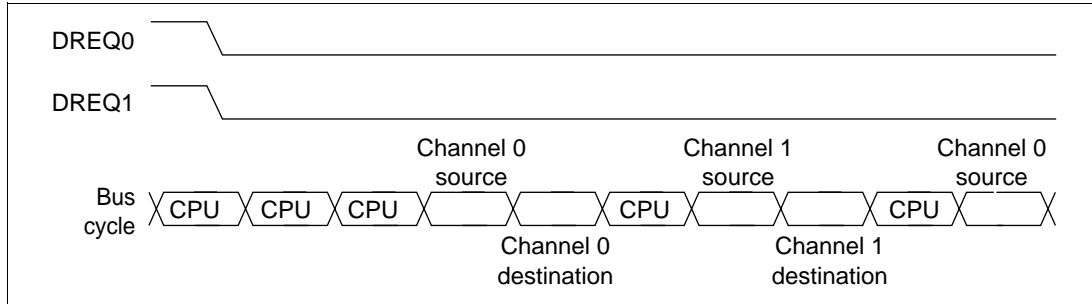 DREQ0
DREQ1
Channel 0 source
Channel 1 source
Channel 0 source
Bus cycle
CPU CPU CPU CPU CPU
Channel 0 destination
Channel 1 destination